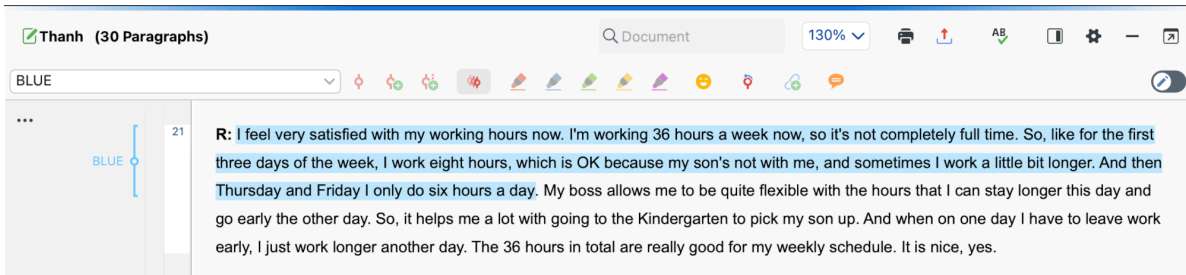 Thanh (30 Paragraphs)
Document
130%
AB
BLUE
BLUE
21
R: I feel very satisfied with my working hours now. I'm working 36 hours a week now, so it's not completely full time. So, like for the first
three days of the week, I work eight hours, which is OK because my son's not with me, and sometimes I work a little bit longer. And then
Thursday and Friday I only do six hours a day. My boss allows me to be quite flexible with the hours that I can stay longer this day and
go early the other day. So, it helps me a lot with going to the Kindergarten to pick my son up. And when on one day I have to leave work
early, I just work longer another day. The 36 hours in total are really good for my weekly schedule. It is nice, yes.